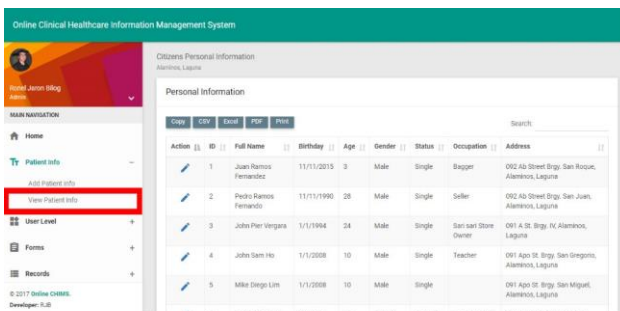 Online Clinical Healthcare Information Management System
Ronel Jaron Bilog
Admin
MAIN NAVIGATION
Home
Patient Info
Add Patient Info
View Patient Info
User Level
Forms
Records
© 2017 Online CHIMS.
Developer: RJB
Citizens Personal Information
Alaminos, Laguna
Personal Information
Copy CSV Excel PDF Print
Search:
Action ID Full Name Birthday Age Gender Status Occupation Address
1 Juan Ramos Fernandez 11/11/2015 3 Male Single Bagger 092 Ab Street Brgy. San Roque, Alaminos, Laguna
2 Pedro Ramos Fernando 11/11/1990 28 Male Single Seller 092 Ab Street Brgy. San Juan, Alaminos, Laguna
3 John Pier Vergara 1/1/1994 24 Male Single Sari sari Store Owner 091 A St. Brgy. IV, Alaminos, Laguna
4 John Sam Ho 1/1/2008 10 Male Single Teacher 091 Apo St. Brgy. San Gregorio, Alaminos, Laguna
5 Mike Diego Lim 1/1/2008 10 Male Single 091 Apo St. Brgy. San Miguel, Alaminos, Laguna